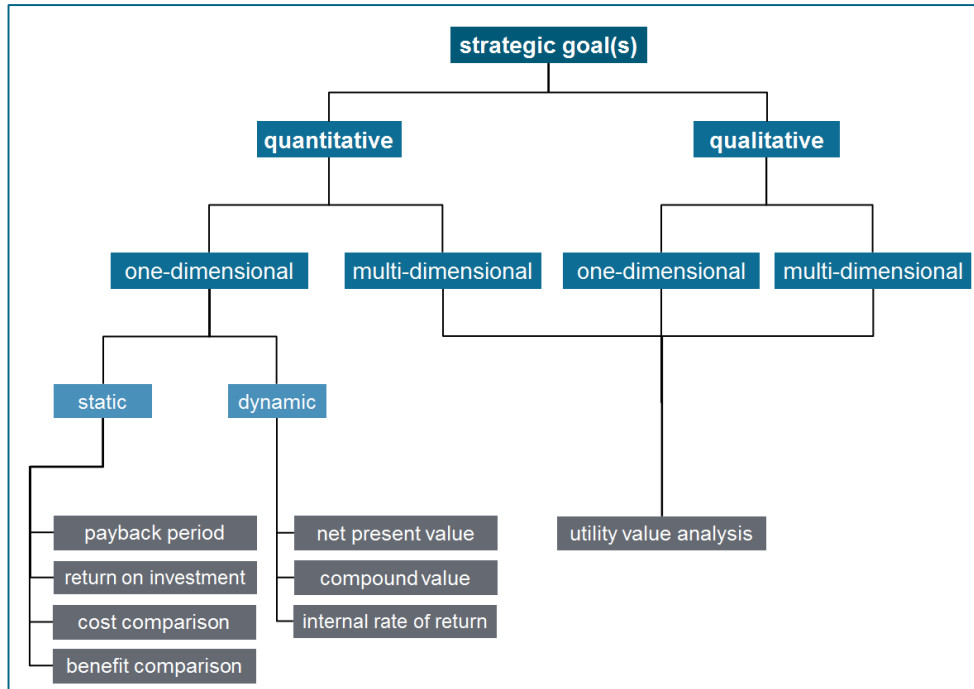 strategic goal(s)
quantitative
qualitative
one-dimensional
multi-dimensional
one-dimensional
multi-dimensional
static
dynamic
payback period
net present value
utility value analysis
return on investment
compound value
cost comparison
internal rate of return
benefit comparison